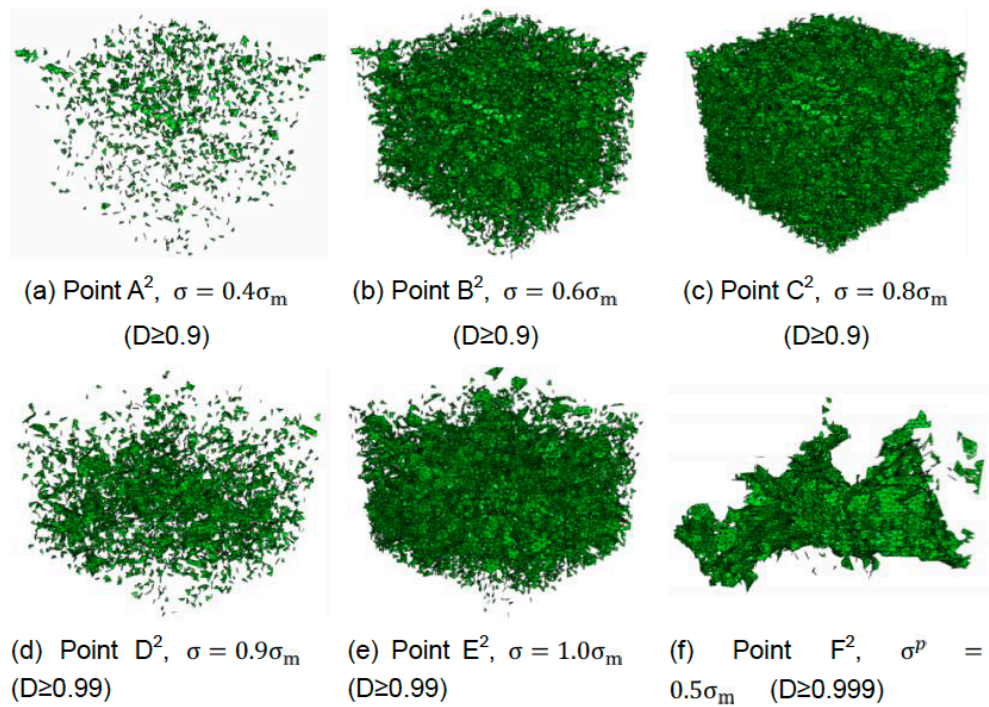 (a) Point A², σ = 0.4σₘ
(D≥0.9)
(b) Point B², σ = 0.6σₘ
(D≥0.9)
(c) Point C², σ = 0.8σₘ
(D≥0.9)
(d) Point D², σ = 0.9σₘ
(D≥0.99)
(e) Point E², σ = 1.0σₘ
(D≥0.99)
(f) Point F², σᵖ =
0.5σₘ (D≥0.999)